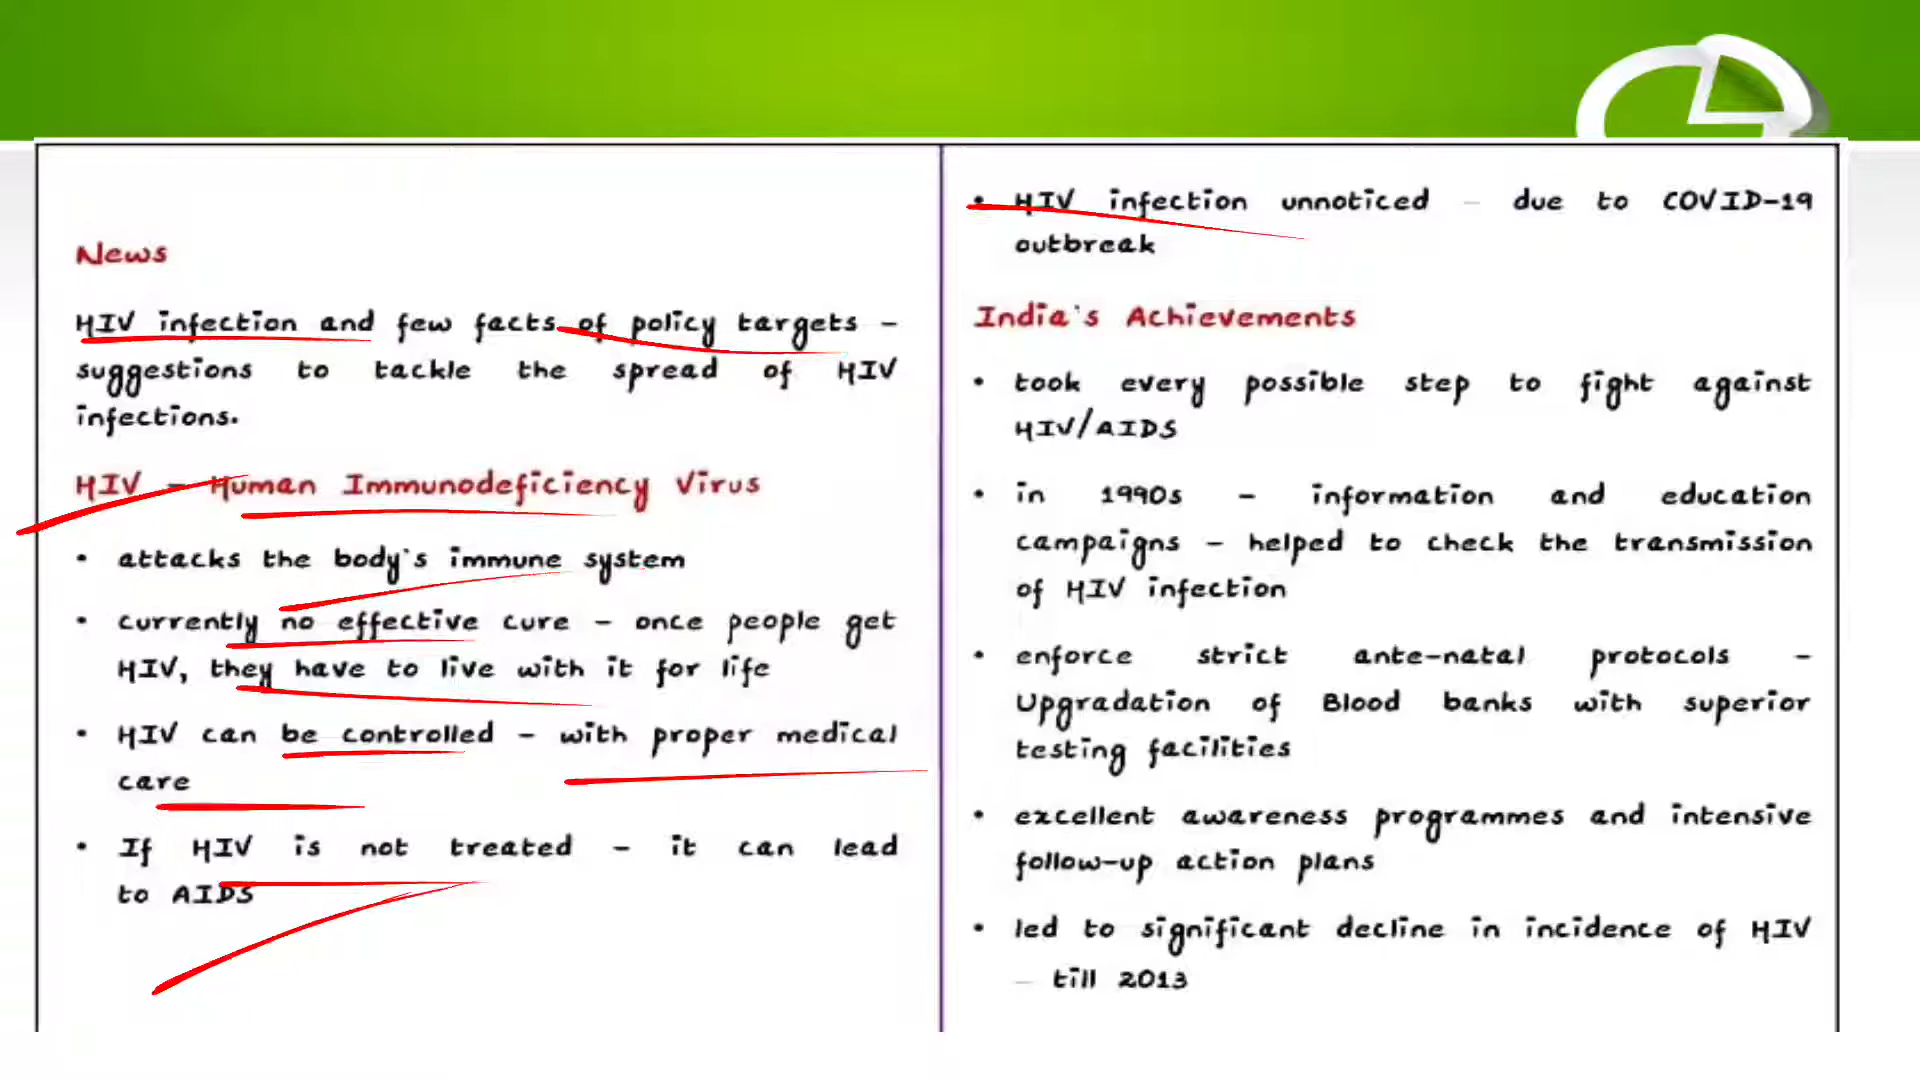 News
HIV infection and few facts of policy targets -
suggestions to tackle the spread of HIV
infections.
HIV - Human Immunodeficiency Virus
• attacks the body's immune system
• currently no effective cure - once people get
HIV, they have to live with it for life
• HIV can be controlled - with proper medical
care
• If HIV is not treated - it can lead
to AIDS
• HIV infection unnoticed - due to COVID-19
outbreak
India's Achievements
• took every possible step to fight against
HIV/AIDS
• in 1990s - information and education
campaigns - helped to check the transmission
of HIV infection
• enforce strict ante-natal protocols -
Upgradation of Blood banks with superior
testing facilities
• excellent awareness programmes and intensive
follow-up action plans
• led to significant decline in incidence of HIV
- till 2013